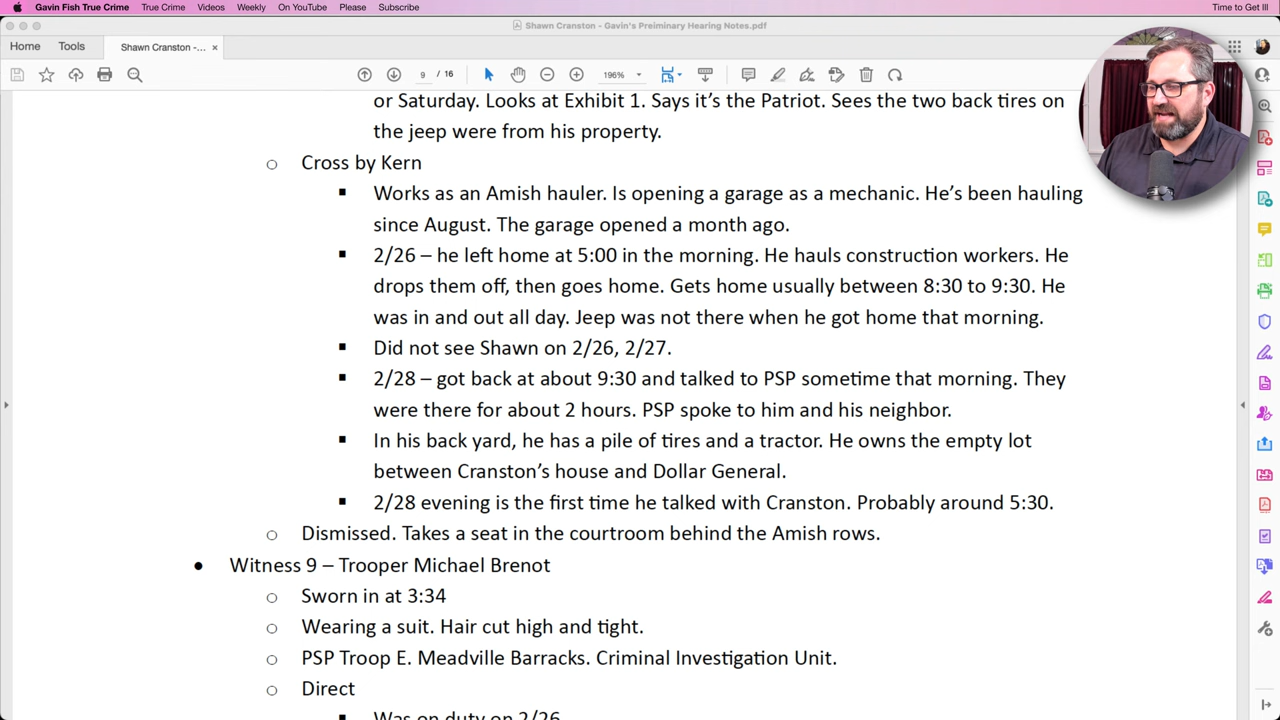 Gavin Fish True Crime True Crime Videos Weekly On YouTube Please Subscribe Time to Get Ill
Shawn Cranston - Gavin's Preiminary Hearing Notes.pdf
Home Tools Shawn Cranston -... ×
9 / 16 196%
or Saturday. Looks at Exhibit 1. Says it's the Patriot. Sees the two back tires on
the jeep were from his property.
○ Cross by Kern
▪ Works as an Amish hauler. Is opening a garage as a mechanic. He's been hauling
since August. The garage opened a month ago.
▪ 2/26 – he left home at 5:00 in the morning. He hauls construction workers. He
drops them off, then goes home. Gets home usually between 8:30 to 9:30. He
was in and out all day. Jeep was not there when he got home that morning.
▪ Did not see Shawn on 2/26, 2/27.
▪ 2/28 – got back at about 9:30 and talked to PSP sometime that morning. They
were there for about 2 hours. PSP spoke to him and his neighbor.
▪ In his back yard, he has a pile of tires and a tractor. He owns the empty lot
between Cranston's house and Dollar General.
▪ 2/28 evening is the first time he talked with Cranston. Probably around 5:30.
○ Dismissed. Takes a seat in the courtroom behind the Amish rows.
● Witness 9 – Trooper Michael Brenot
○ Sworn in at 3:34
○ Wearing a suit. Hair cut high and tight.
○ PSP Troop E. Meadville Barracks. Criminal Investigation Unit.
○ Direct
▪ Was on duty on 2/26